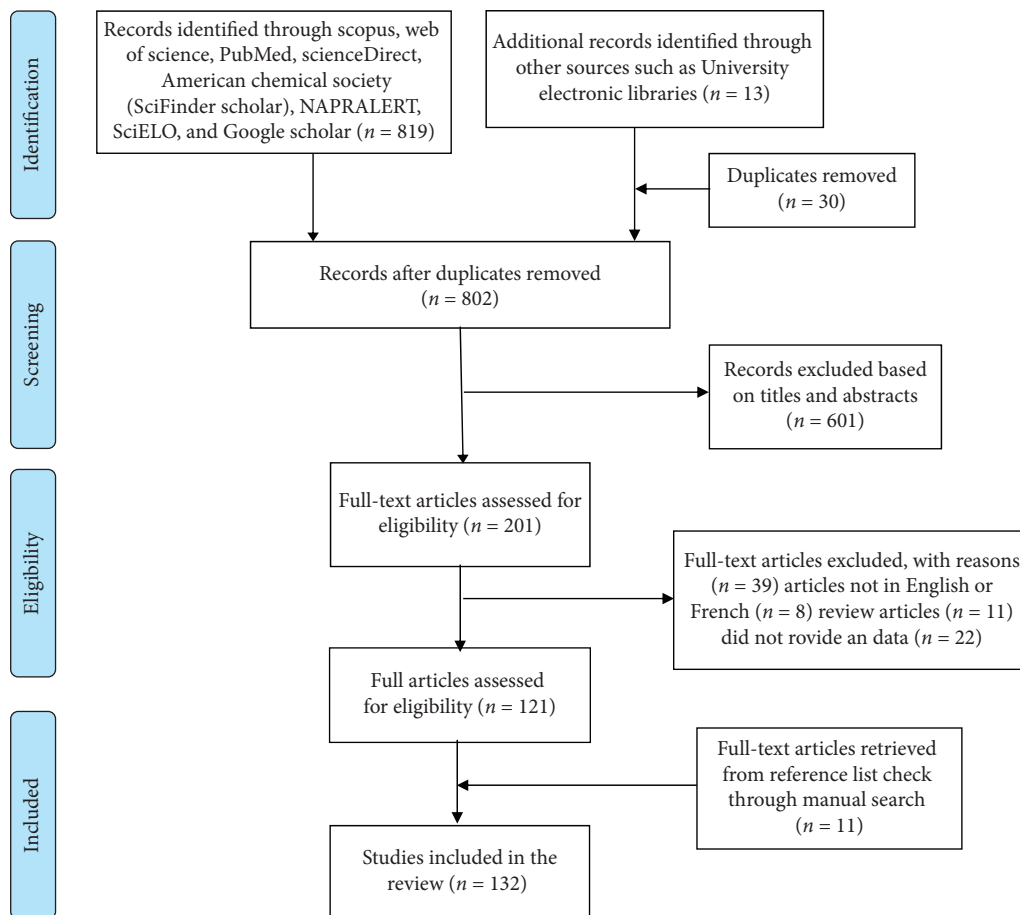 Identification
Records identified through scopus, web
of science, PubMed, scienceDirect,
American chemical society
(SciFinder scholar), NAPRALERT,
SciELO, and Google scholar (n = 819)
Additional records identified through
other sources such as University
electronic libraries (n = 13)
Duplicates removed
(n = 30)
Screening
Records after duplicates removed
(n = 802)
Records excluded based
on titles and abstracts
(n = 601)
Eligibility
Full-text articles assessed for
eligibility (n = 201)
Full-text articles excluded, with reasons
(n = 39) articles not in English or
French (n = 8) review articles (n = 11)
did not rovide an data (n = 22)
Full articles assessed
for eligibility (n = 121)
Included
Full-text articles retrieved
from reference list check
through manual search
(n = 11)
Studies included in the
review (n = 132)